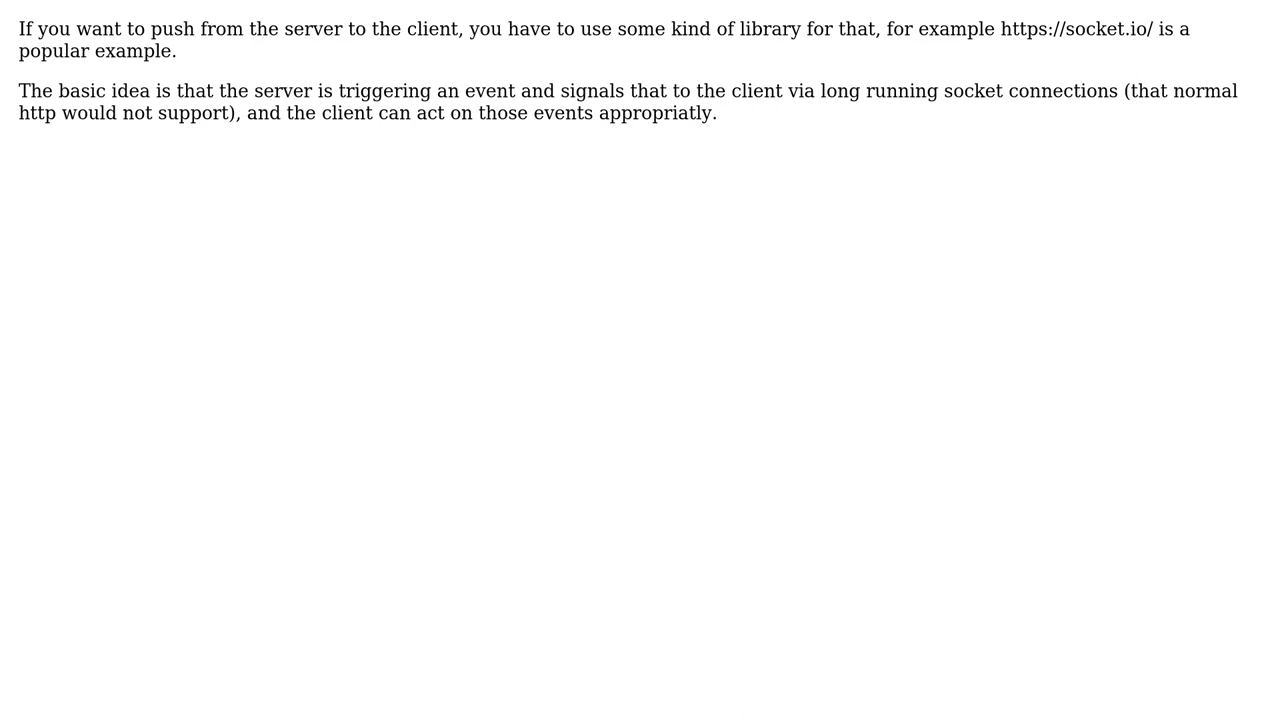 If you want to push from the server to the client, you have to use some kind of library for that, for example https://socket.io/ is a
popular example.
The basic idea is that the server is triggering an event and signals that to the client via long running socket connections (that normal
http would not support), and the client can act on those events appropriatly.